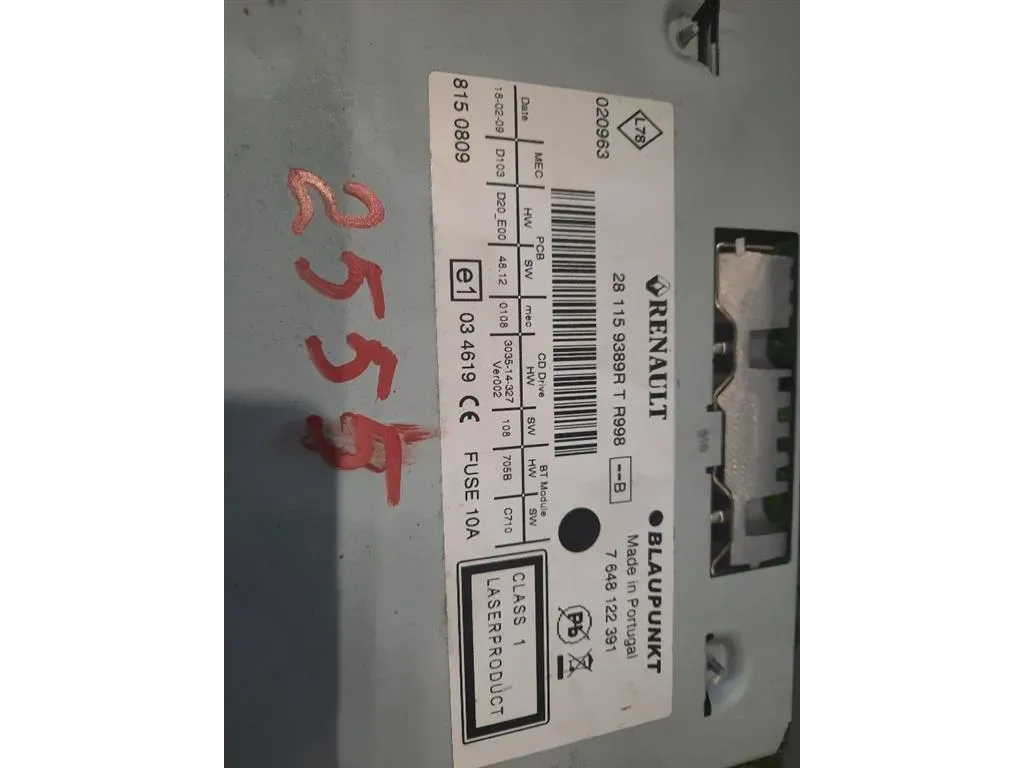 L78
RENAULT
BLAUPUNKT
Made in Portugal
020963
28 115 9389R T R998
--B
7 648 122 391
Pb
MEC PCB CD Drive BT Module
Date HW SW mec HW SW HW SW
18-02-09 D103 D20_E00 48.12 0108 3035-14-327 108 705B C710
Ver002
815 0809
e1 03 4619 CE FUSE 10A
CLASS 1
LASERPRODUCT
2555